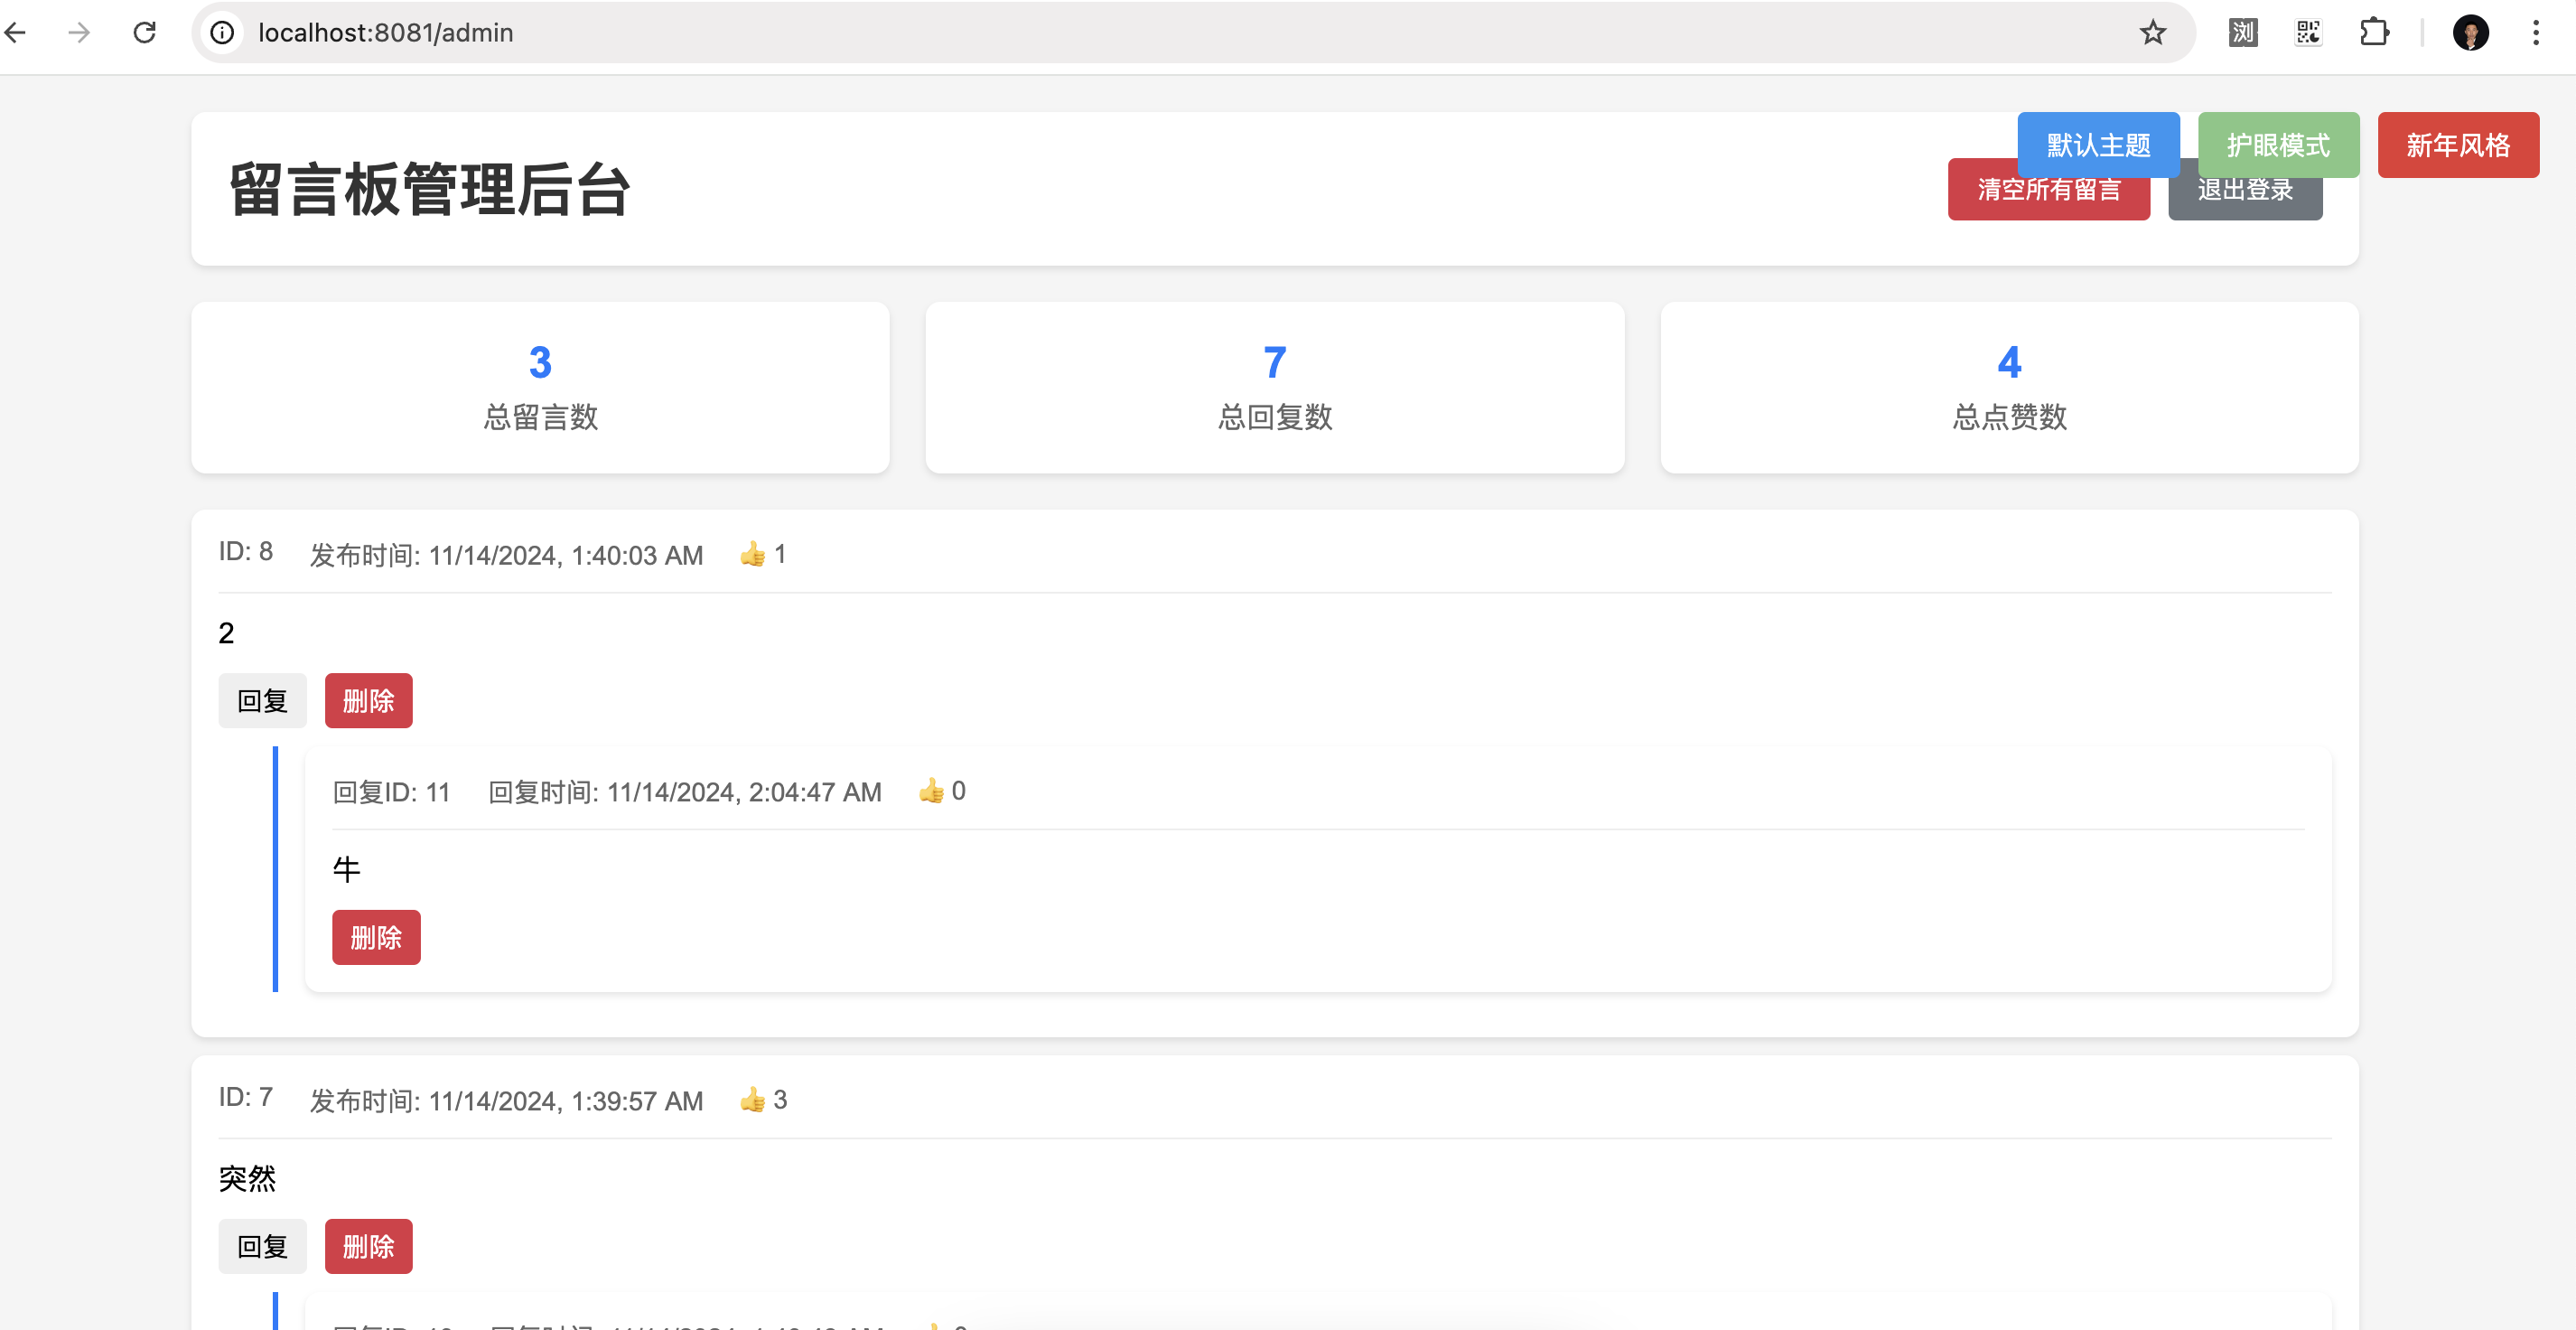 localhost:8081/admin
浏
默认主题 护眼模式 新年风格
留言板管理后台
清空所有留言 退出登录
3 7 4
总留言数 总回复数 总点赞数
ID: 8 发布时间: 11/14/2024, 1:40:03 AM 👍 1
2
回复 删除
回复ID: 11 回复时间: 11/14/2024, 2:04:47 AM 👍 0
牛
删除
ID: 7 发布时间: 11/14/2024, 1:39:57 AM 👍 3
突然
回复 删除